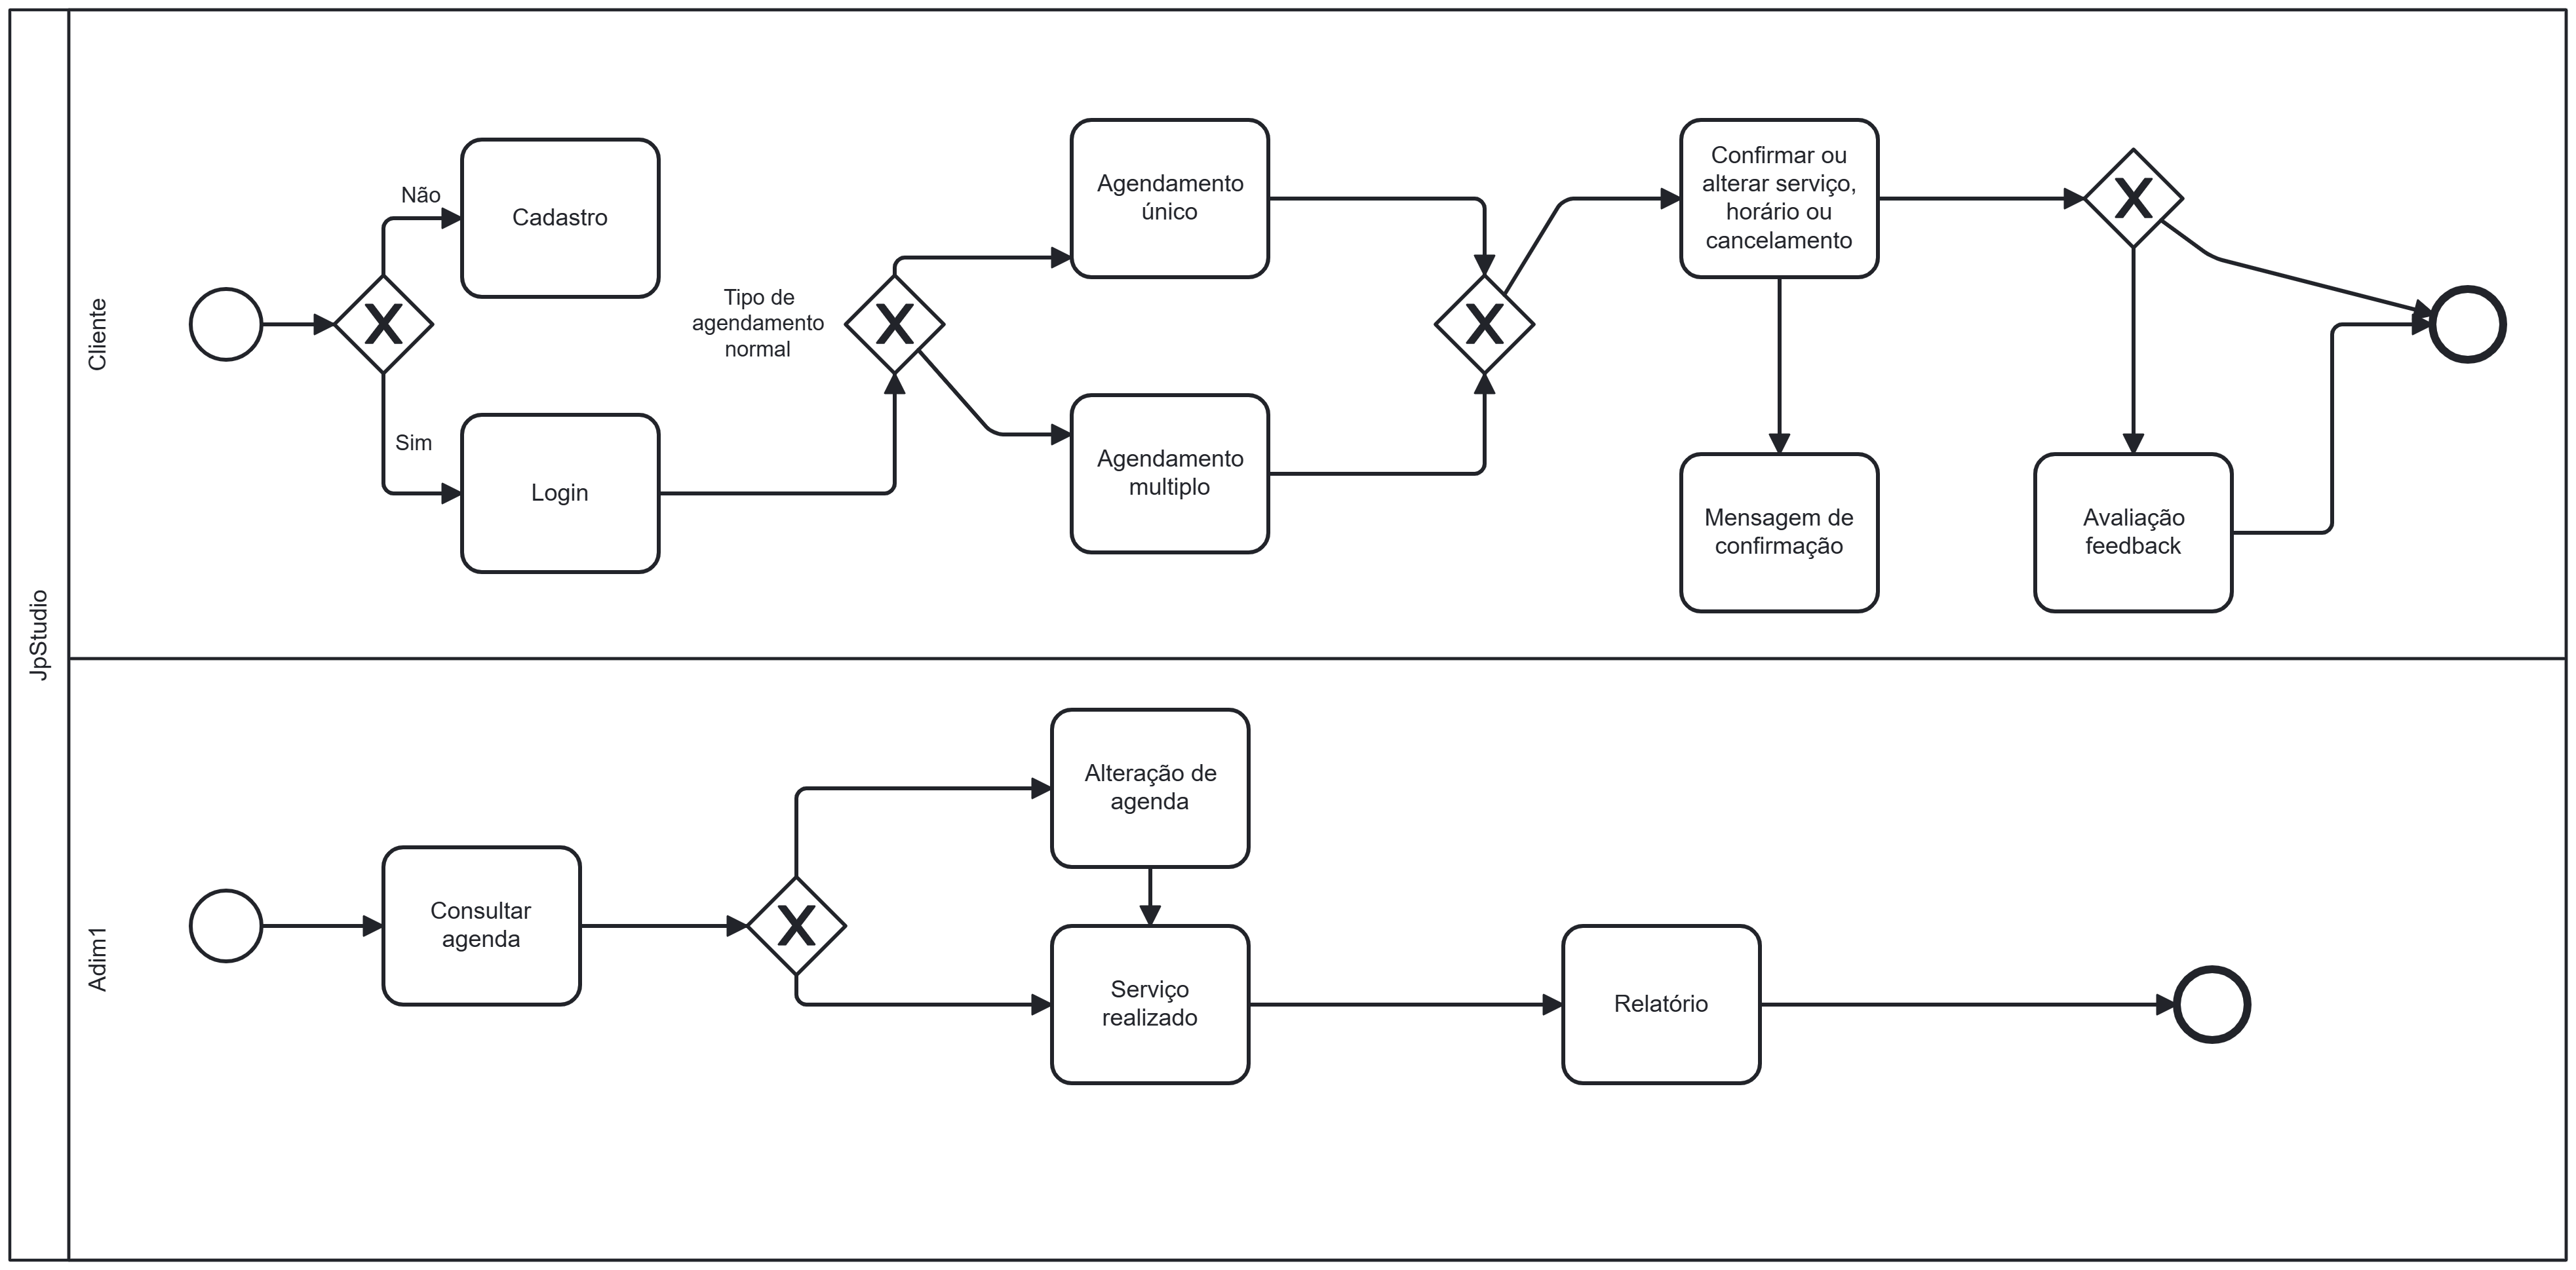 JpStudio
Cliente
Não
Cadastro
Sim
Login
Tipo de
agendamento
normal
X
X
Agendamento
único
Agendamento
multiplo
X
Confirmar ou
alterar serviço,
horário ou
cancelamento
Mensagem de
confirmação
X
Avaliação
feedback
Adim1
Consultar
agenda
X
Alteração de
agenda
Serviço
realizado
Relatório